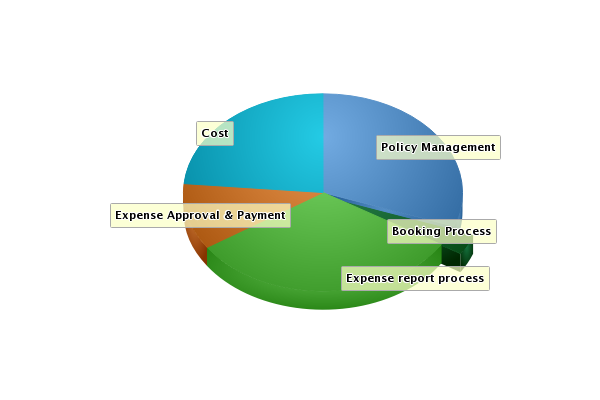 Cost
Policy Management
Expense Approval & Payment
Booking Process
Expense report process